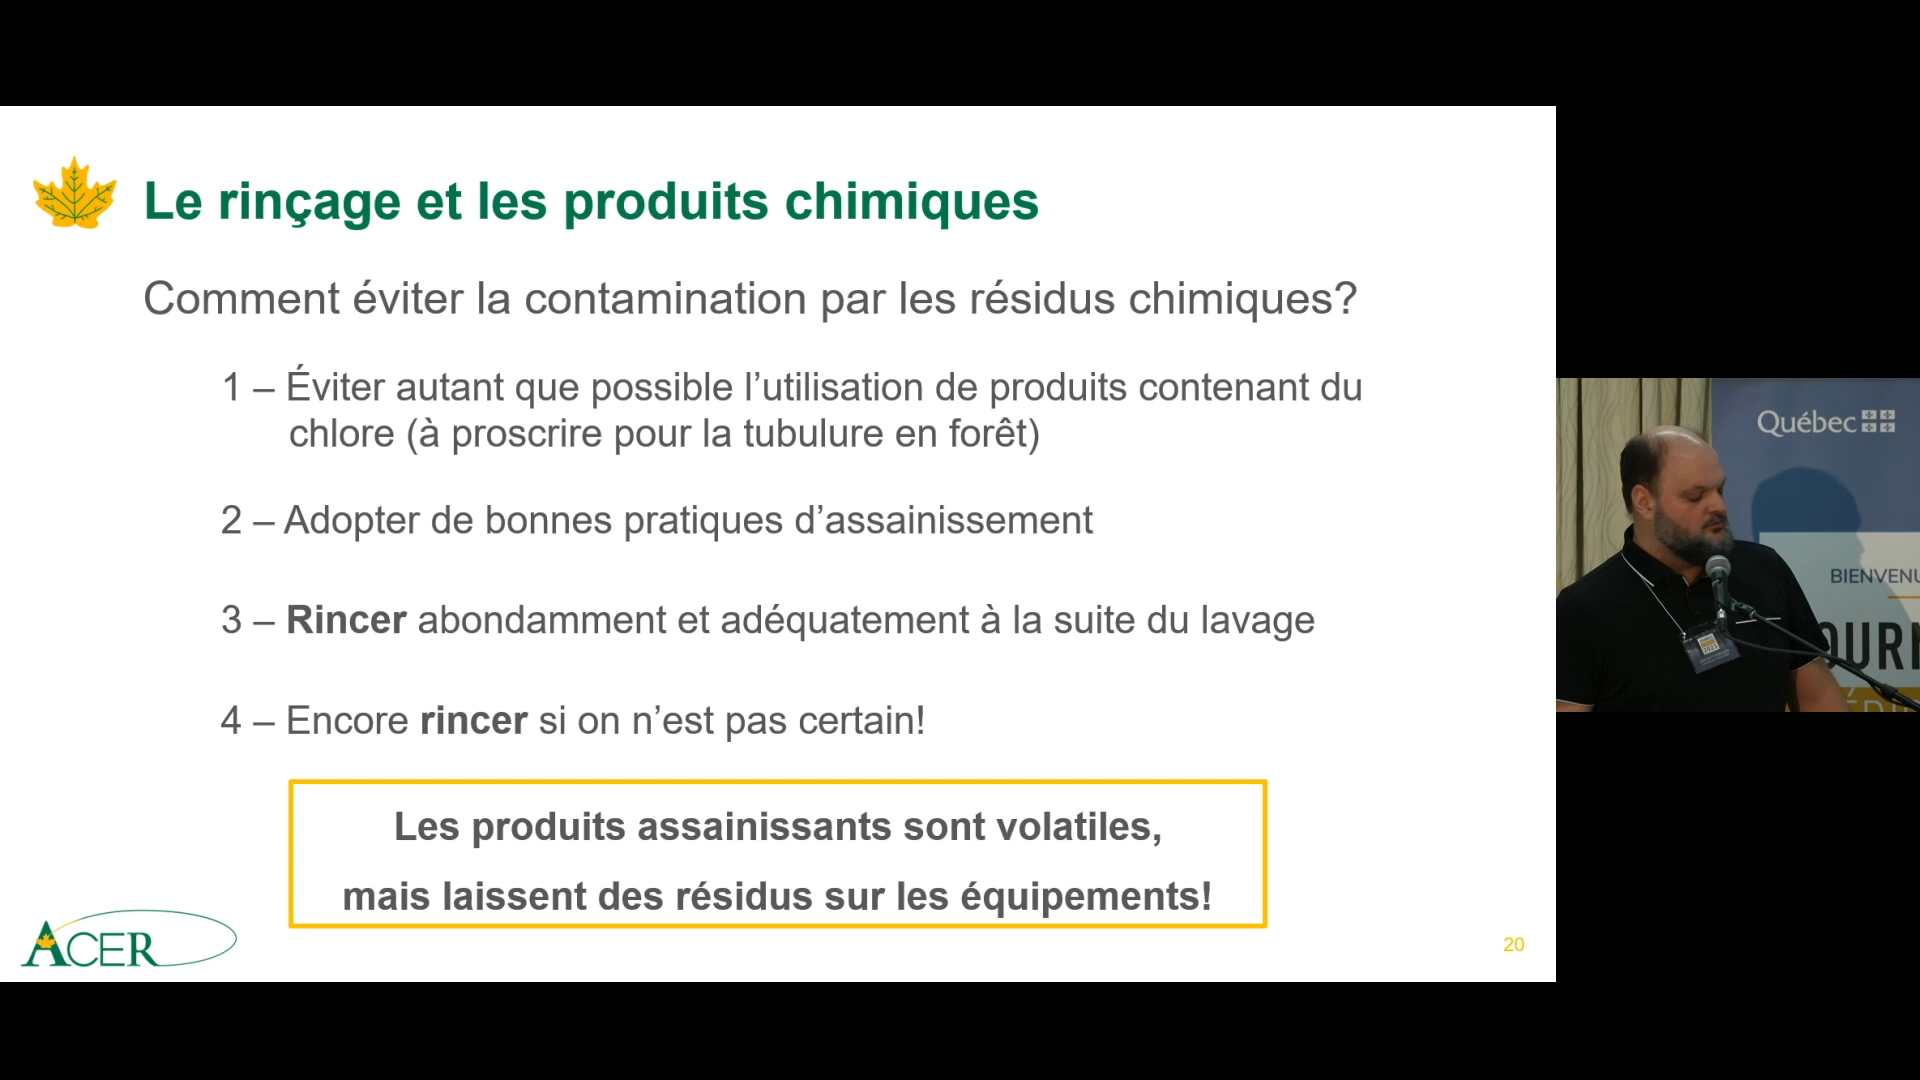 Le rinçage et les produits chimiques
Comment éviter la contamination par les résidus chimiques?
1 – Éviter autant que possible l’utilisation de produits contenant du
chlore (à proscrire pour la tubulure en forêt)
2 – Adopter de bonnes pratiques d’assainissement
3 – Rincer abondamment et adéquatement à la suite du lavage
4 – Encore rincer si on n’est pas certain!
Les produits assainissants sont volatiles,
mais laissent des résidus sur les équipements!
ACER
20
Québec
BIENVENU
OURN